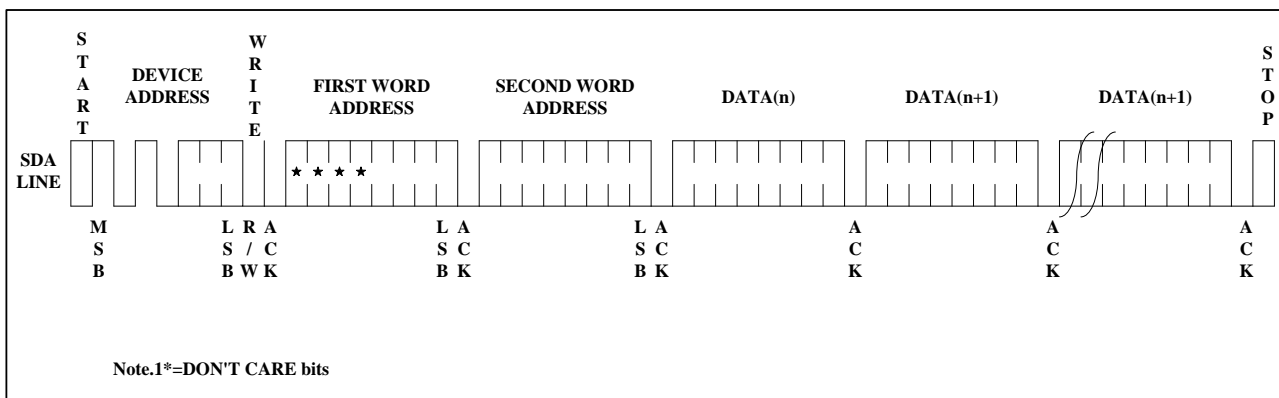 START
WRITE
STOP
DEVICE
ADDRESS
FIRST WORD
ADDRESS
SECOND WORD
ADDRESS
DATA(n)
DATA(n+1)
DATA(n+1)
SDA
LINE
★ ★ ★ ★
MSB
LSB
R/W
ACK
LSB
ACK
LSB
ACK
ACK
ACK
ACK
Note.1*=DON'T CARE bits